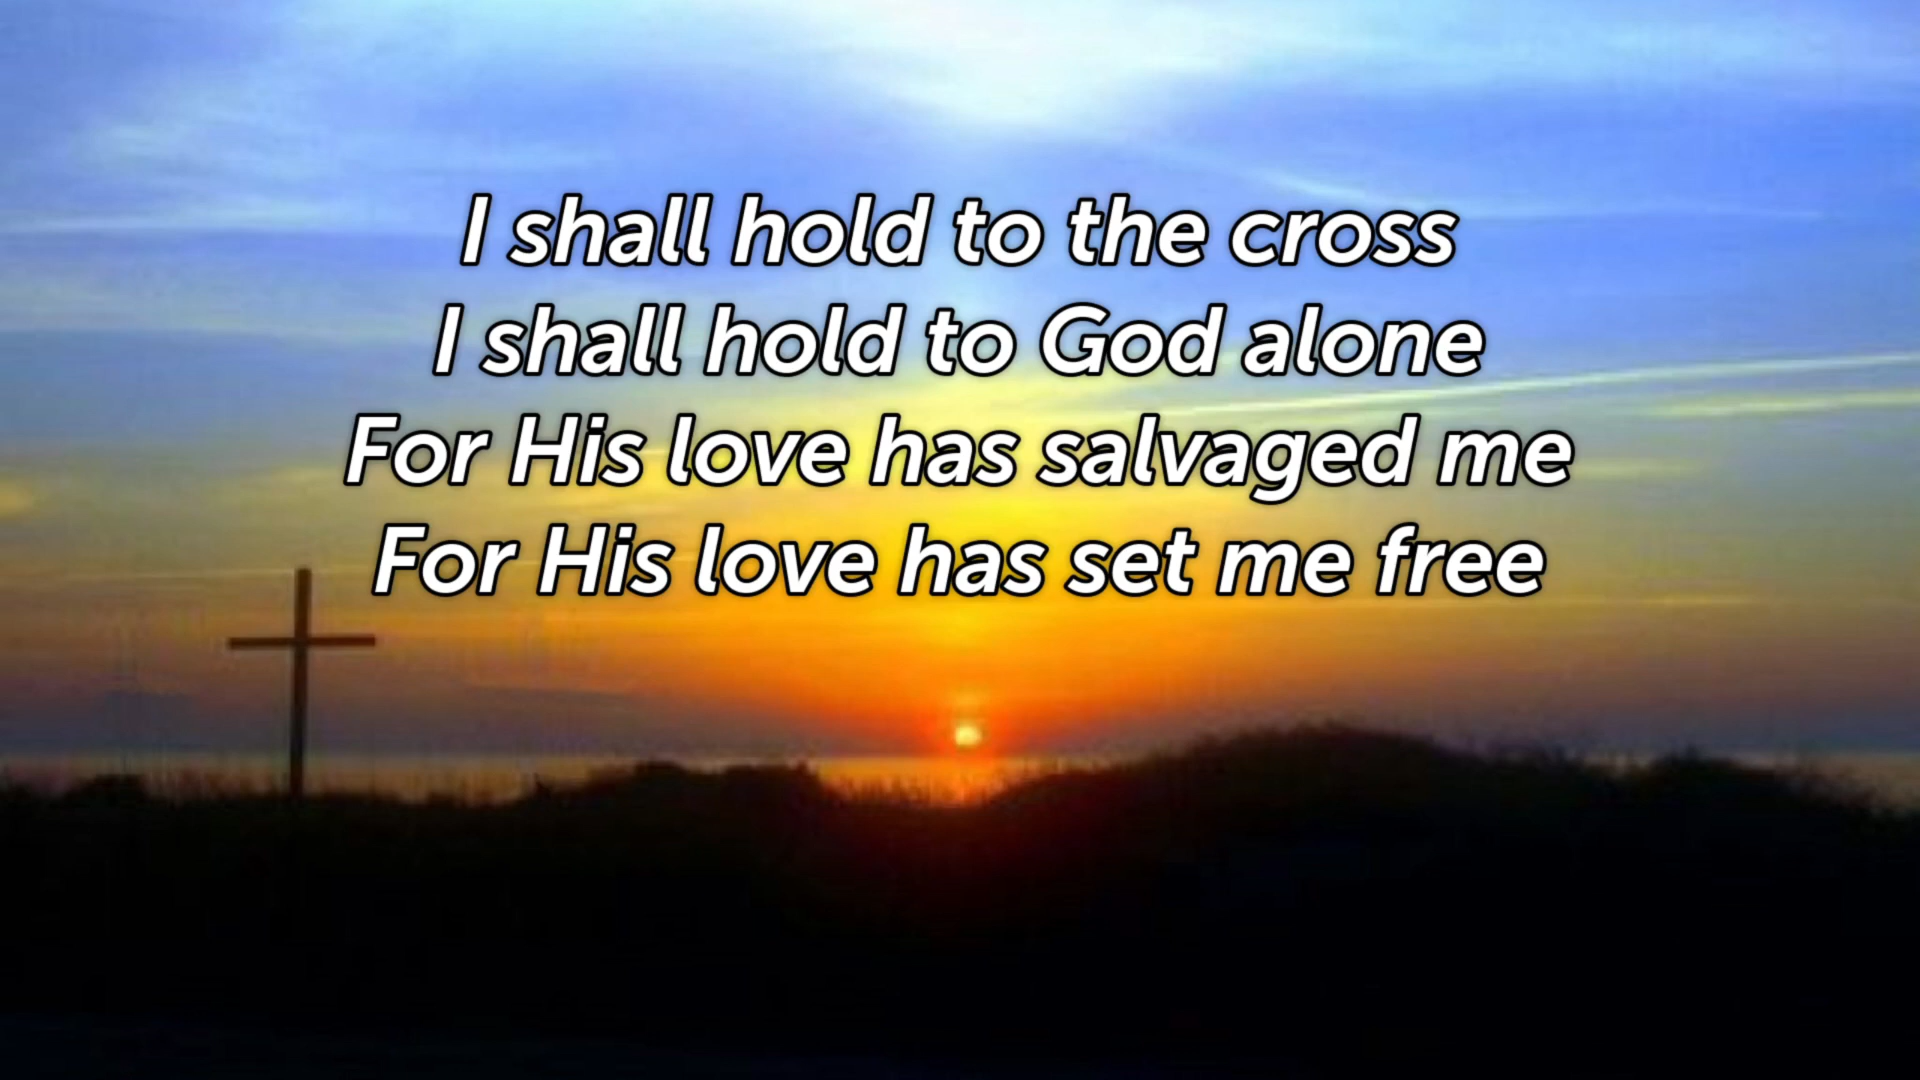 I shall hold to the cross
I shall hold to God alone
For His love has salvaged me
For His love has set me free